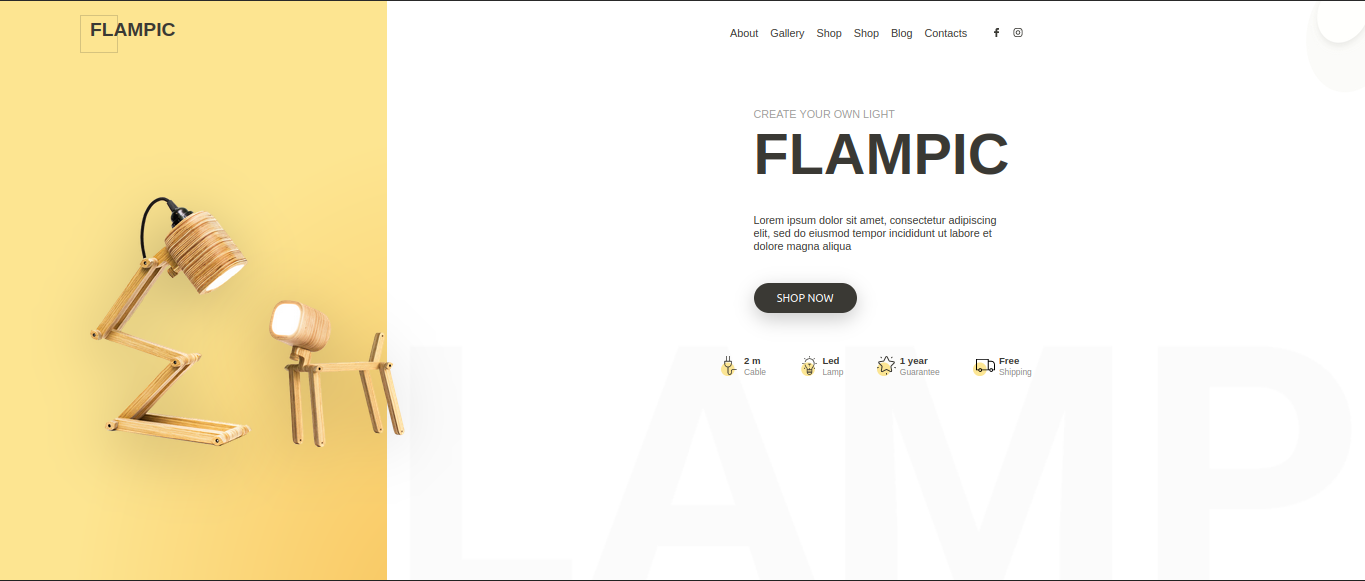 FLAMPIC
About Gallery Shop Shop Blog Contacts
CREATE YOUR OWN LIGHT
FLAMPIC
Lorem ipsum dolor sit amet, consectetur adipiscing
elit, sed do eiusmod tempor incididunt ut labore et
dolore magna aliqua
SHOP NOW
2 m
Cable
Led
Lamp
1 year
Guarantee
Free
Shipping
LAMP